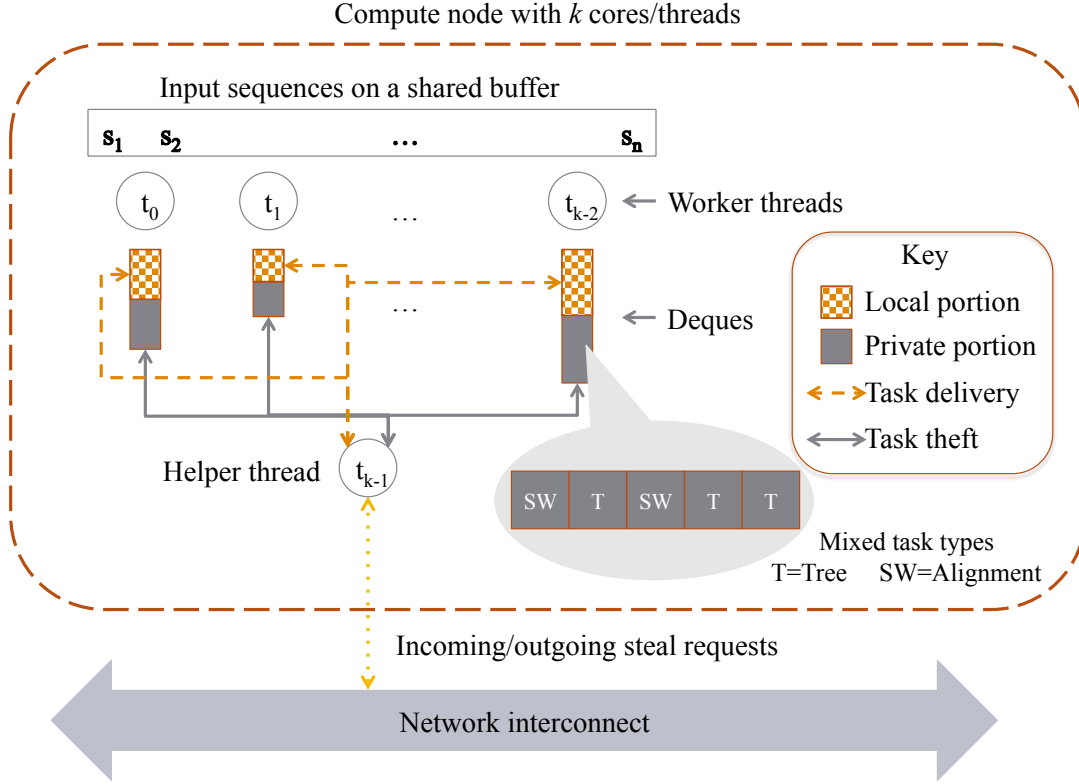 Compute node with k cores/threads
Input sequences on a shared buffer
s1 s2 ... sn
t0 t1 ... tk-2
Worker threads
Key
Local portion
Private portion
Task delivery
Task theft
...
Deques
Helper thread
tk-1
SW T SW T T
Mixed task types
T=Tree SW=Alignment
Incoming/outgoing steal requests
Network interconnect